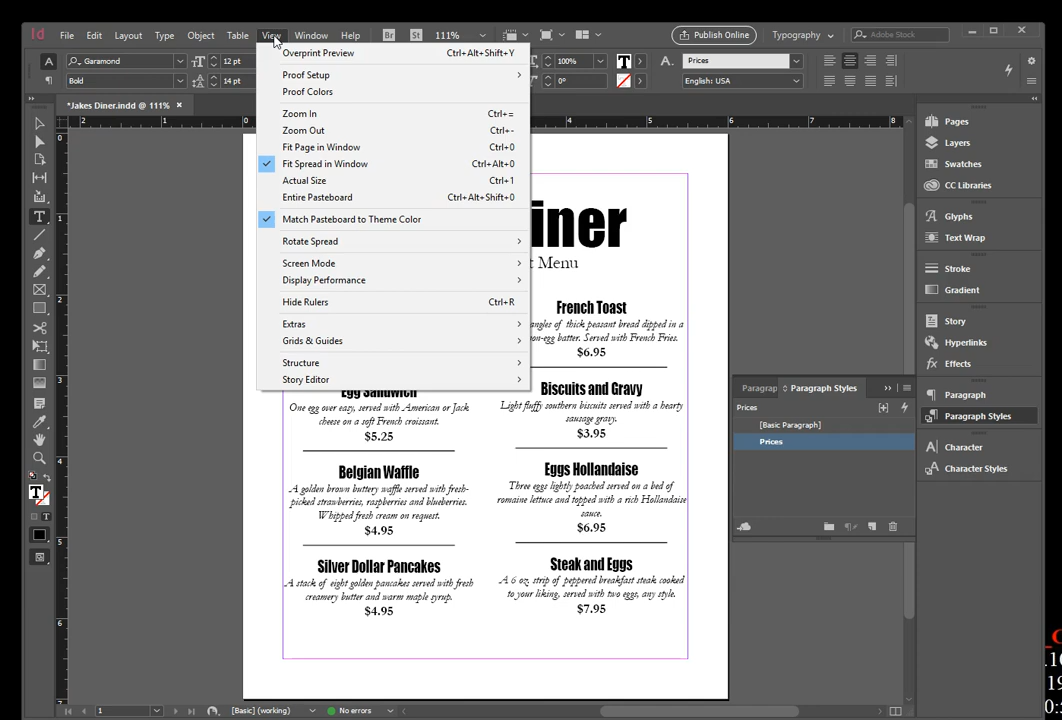 Id File Edit Layout Type Object Table View Window Help Br St 111% Publish Online Typography Adobe Stock
A Garamond 12 pt 100% T A. Prices
¶ Bold 14 pt 0° English: USA
*Jakes Diner.indd @ 111% ×
2 1 0 4 5 6 7 8
Overprint Preview Ctrl+Alt+Shift+Y
Proof Setup
Proof Colors
Zoom In Ctrl+=
Zoom Out Ctrl+-
Fit Page in Window Ctrl+0
Fit Spread in Window Ctrl+Alt+0
Actual Size Ctrl+1
Entire Pasteboard Ctrl+Alt+Shift+0
Match Pasteboard to Theme Color
Rotate Spread
Screen Mode
Display Performance
Hide Rulers Ctrl+R
Extras
Grids & Guides
Structure
Story Editor
iner
t Menu
French Toast
angles of thick peasant bread dipped in a
on-egg batter. Served with French Fries.
$6.95
Egg Sandwich
One egg over easy, served with American or Jack
cheese on a soft French croissant.
$5.25
Belgian Waffle
A golden brown buttery waffle served with fresh-
picked strawberries, raspberries and blueberries.
Whipped fresh cream on request.
$4.95
Silver Dollar Pancakes
A stack of eight golden pancakes served with fresh
creamery butter and warm maple syrup.
$4.95
Biscuits and Gravy
Light fluffy southern biscuits served with a hearty
sausage gravy.
$3.95
Eggs Hollandaise
Three eggs lightly poached served on a bed of
romaine lettuce and topped with a rich Hollandaise
sauce.
$6.95
Steak and Eggs
A 6 oz. strip of peppered breakfast steak cooked
to your liking, served with two eggs, any style.
$7.95
Paragrap Paragraph Styles
Prices
[Basic Paragraph]
Prices
Pages
Layers
Swatches
CC Libraries
Glyphs
Text Wrap
Stroke
Gradient
Story
Hyperlinks
Effects
Paragraph
Paragraph Styles
Character
Character Styles
1 [Basic] (working) No errors